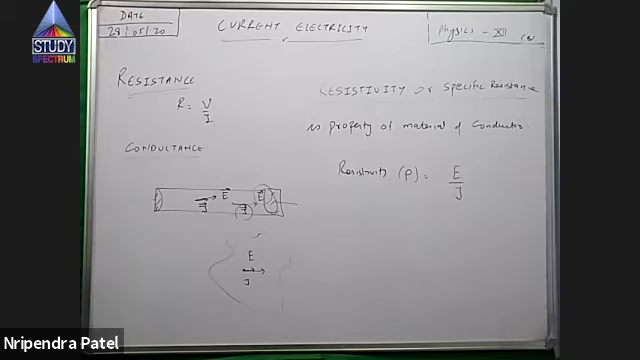 STUDY
SPECTRUM
DATE
28/05/20
CURRENT ELECTRICITY
Physics - XII
RESISTANCE
R = V/I
CONDUCTANCE
E
J
E
J
E
J
RESISTIVITY or Specific Resistance
is property of material of Conductor.
Resistivity (ρ) = E/J
Nripendra Patel